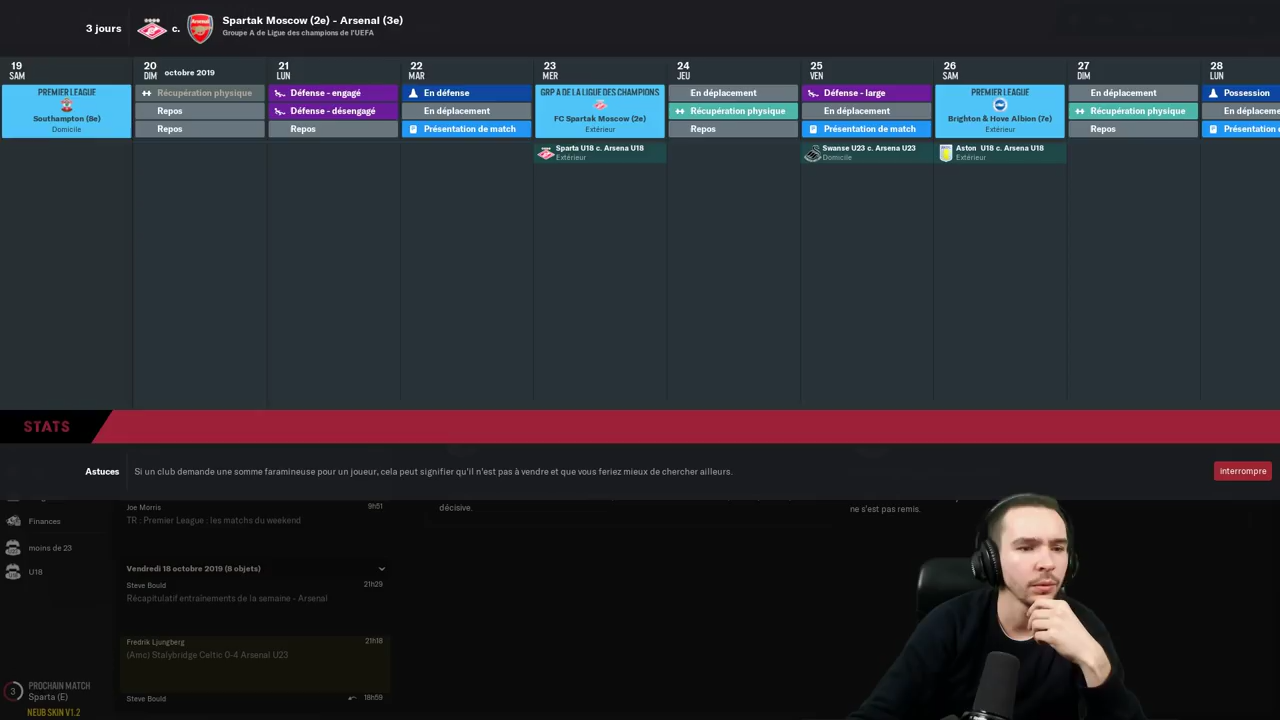 3 jours
c.
Spartak Moscow (2e) - Arsenal (3e)
Groupe A de Ligue des champions de l'UEFA
19
SAM
20
DIM
octobre 2019
21
LUN
22
MAR
23
MER
24
JEU
25
VEN
26
SAM
27
DIM
28
LUN
PREMIER LEAGUE
Southampton (8e)
Domicile
Récupération physique
Repos
Repos
Défense - engagé
Défense - désengagé
Repos
En défense
En déplacement
Présentation de match
GRP A DE LA LIGUE DES CHAMPIONS
FC Spartak Moscow (2e)
Extérieur
Sparta U18 c. Arsena U18
Extérieur
En déplacement
Récupération physique
Repos
Défense - large
En déplacement
Présentation de match
Swanse U23 c. Arsena U23
Domicile
PREMIER LEAGUE
Brighton & Hove Albion (7e)
Extérieur
Aston U18 c. Arsena U18
Extérieur
En déplacement
Récupération physique
Repos
Possession
En déplaceme
Présentation
STATS
Astuces
Si un club demande une somme faramineuse pour un joueur, cela peut signifier qu'il n'est pas à vendre et que vous feriez mieux de chercher ailleurs.
interrompre
Finances
moins de 23
U18
Joe Morris
9h51
TR : Premier League : les matchs du weekend
Vendredi 18 octobre 2019 (8 objets)
Steve Bould
21h29
Récapitulatif entraînements de la semaine - Arsenal
Fredrik Ljungberg
21h18
(Amc) Stalybridge Celtic 0-4 Arsenal U23
Steve Bould
18h59
décisive.
ne s'est pas remis.
3
PROCHAIN MATCH
Sparta (E)
NEUB SKIN V1.2